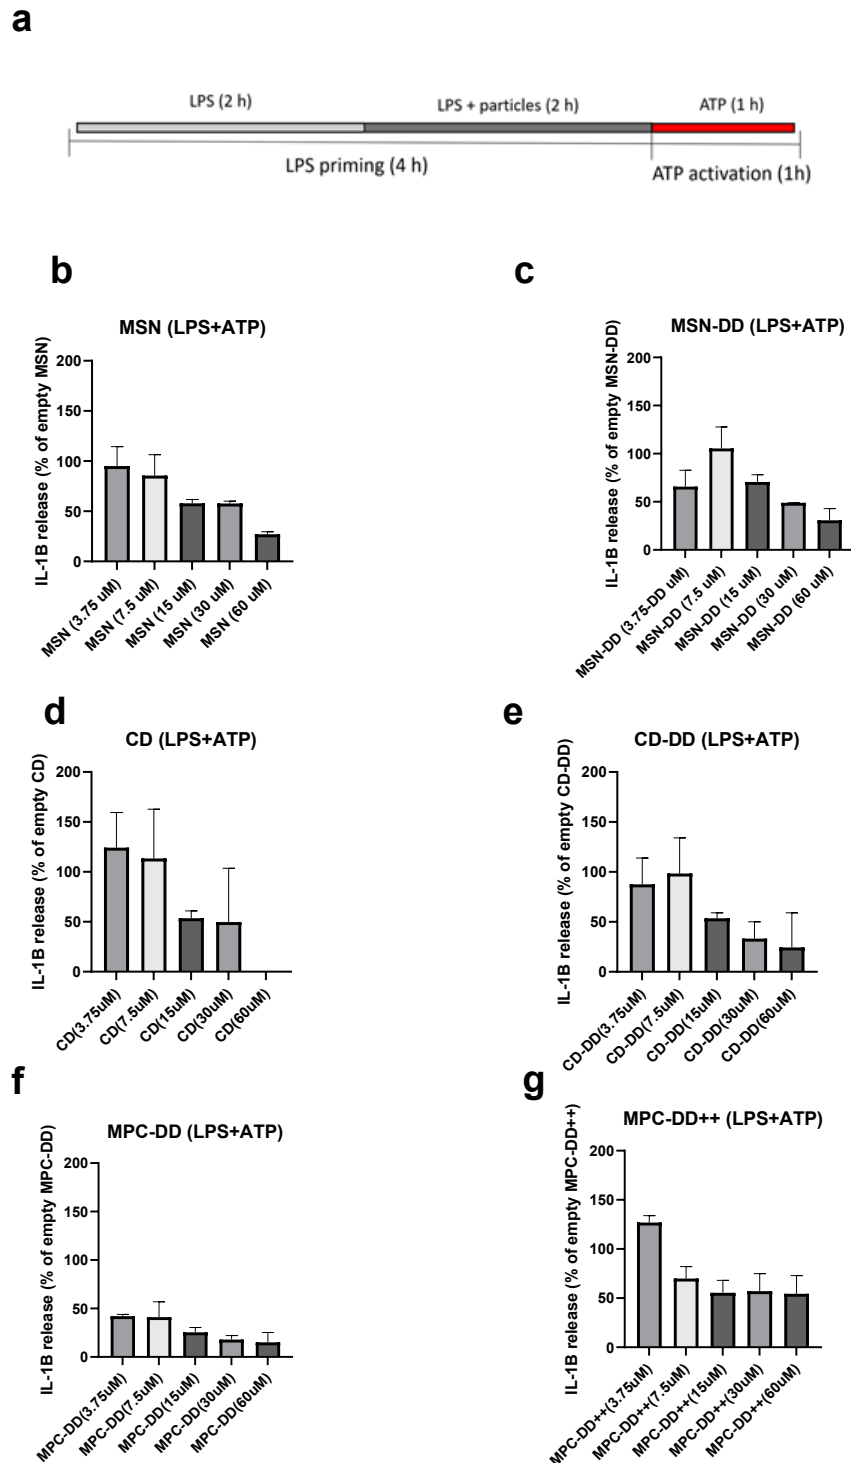 a
LPS (2 h)
LPS + particles (2 h)
ATP (1 h)
LPS priming (4 h)
ATP activation (1h)
b
MSN (LPS+ATP)
IL-1B release (% of empty MSN)
200
150
100
50
0
MSN (3.75 uM)
MSN (7.5 uM)
MSN (15 uM)
MSN (30 uM)
MSN (60 uM)
c
MSN-DD (LPS+ATP)
IL-1B release (% of empty MSN-DD)
200
150
100
50
0
MSN-DD (3.75-DD uM)
MSN-DD (7.5 uM)
MSN-DD (15 uM)
MSN-DD (30 uM)
MSN-DD (60 uM)
d
CD (LPS+ATP)
IL-1B release (% of empty CD)
200
150
100
50
0
CD(3.75uM)
CD(7.5uM)
CD(15uM)
CD(30uM)
CD(60uM)
e
CD-DD (LPS+ATP)
IL-1B release (% of empty CD-DD)
200
150
100
50
0
CD-DD(3.75uM)
CD-DD(7.5uM)
CD-DD(15uM)
CD-DD(30uM)
CD-DD(60uM)
f
MPC-DD (LPS+ATP)
IL-1B release (% of empty MPC-DD)
200
150
100
50
0
MPC-DD(3.75uM)
MPC-DD(7.5uM)
MPC-DD(15uM)
MPC-DD(30uM)
MPC-DD(60uM)
g
MPC-DD++ (LPS+ATP)
IL-1B release (% of empty MPC-DD++)
200
150
100
50
0
MPC-DD++(3.75uM)
MPC-DD++(7.5uM)
MPC-DD++(15uM)
MPC-DD++(30uM)
MPC-DD++(60uM)